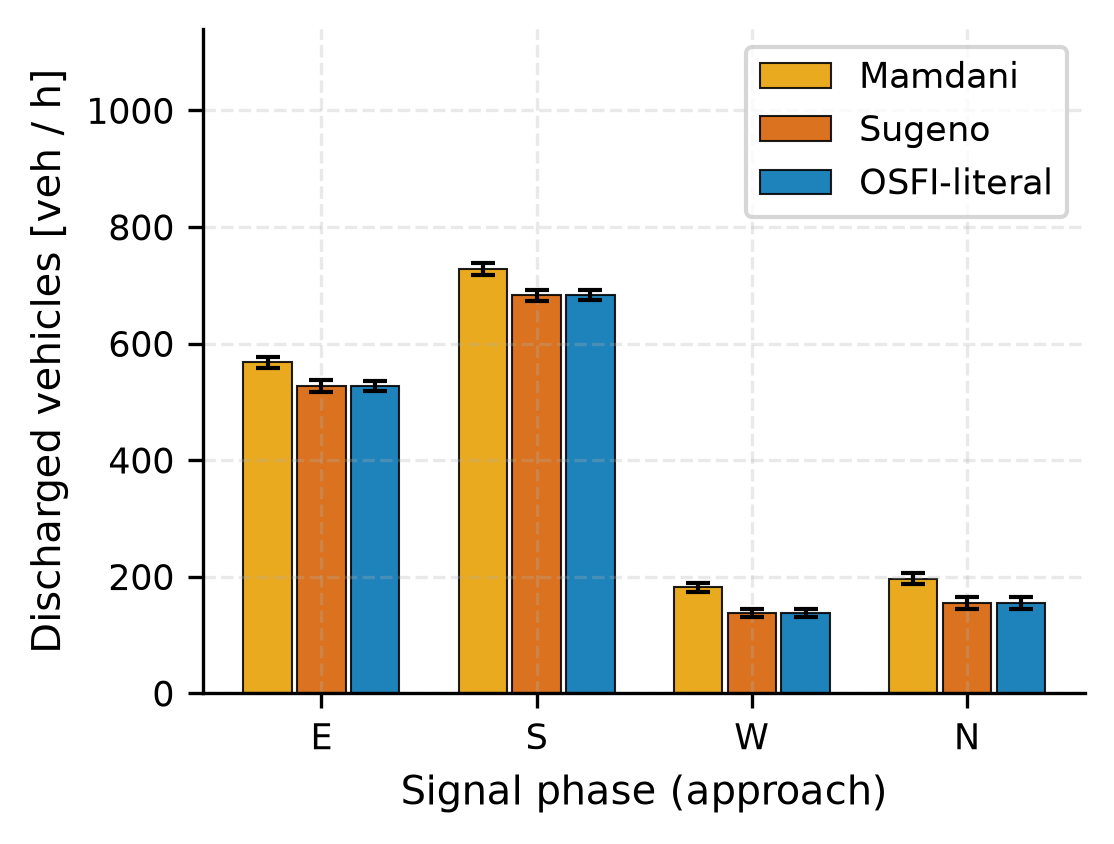 Discharged vehicles [veh / h]
1000
800
600
400
200
0
Mamdani
Sugeno
OSFI-literal
E S W N
Signal phase (approach)